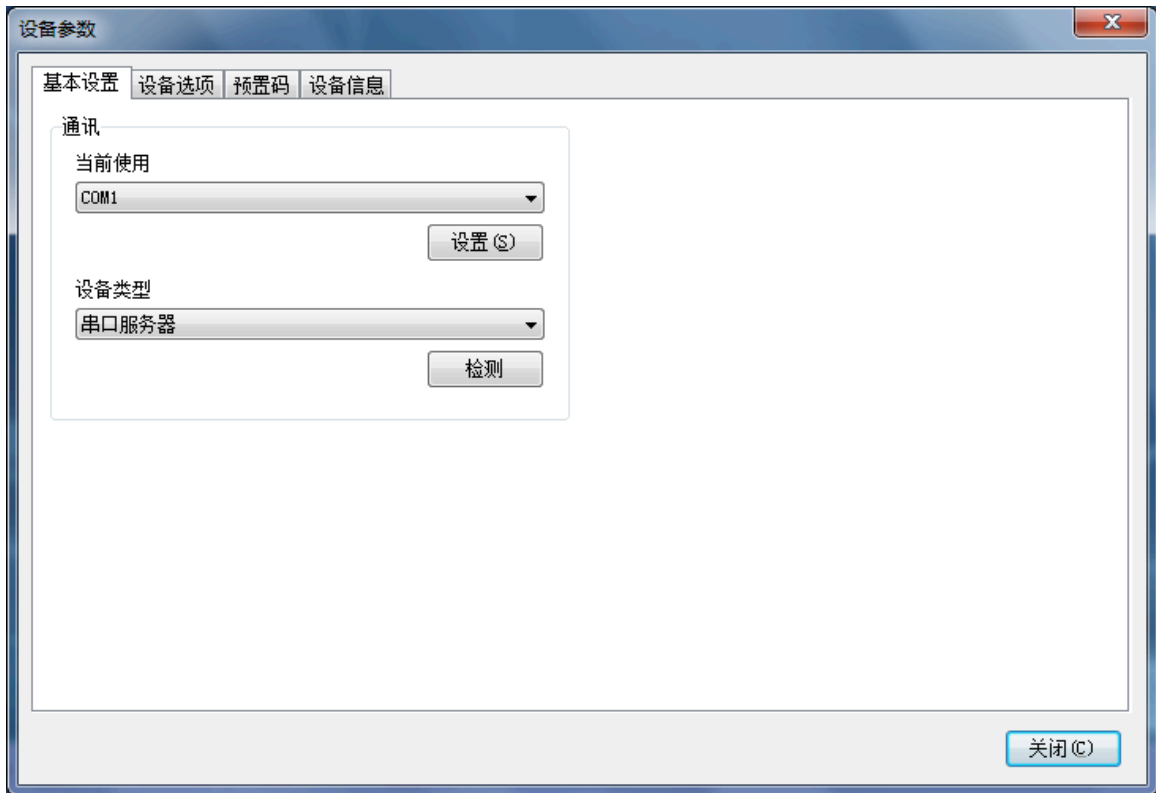 设备参数
基本设置 设备选项 预置码 设备信息
通讯
当前使用
COM1
设置(S)
设备类型
串口服务器
检测
关闭(C)